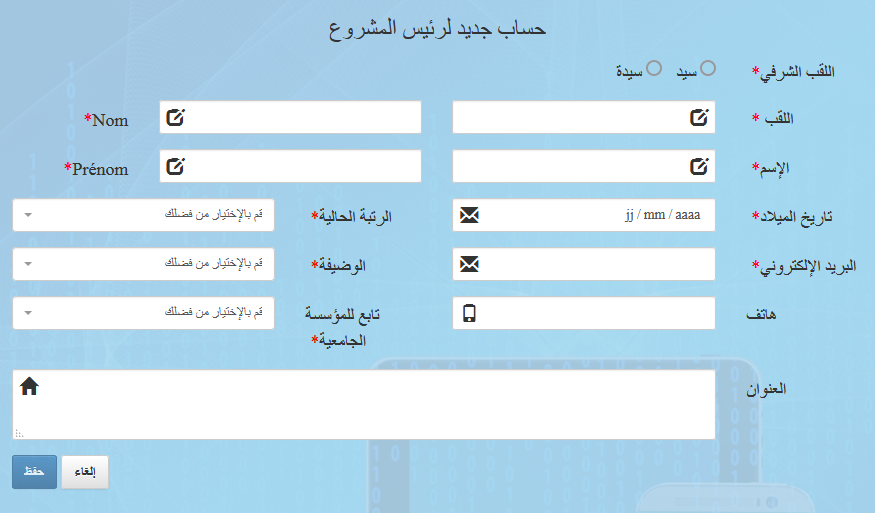 حساب جديد لرئيس المشروع
اللقب الشرفي* سيد سيدة
اللقب * Nom*
الإسم* Prénom*
تاريخ الميلاد* jj / mm / aaaa الرتبة الحالية* قم بالإختيار من فضلك
البريد الإلكتروني* الوضيفة* قم بالإختيار من فضلك
هاتف تابع للمؤسسة الجامعية* قم بالإختيار من فضلك
العنوان
إلغاء حفظ